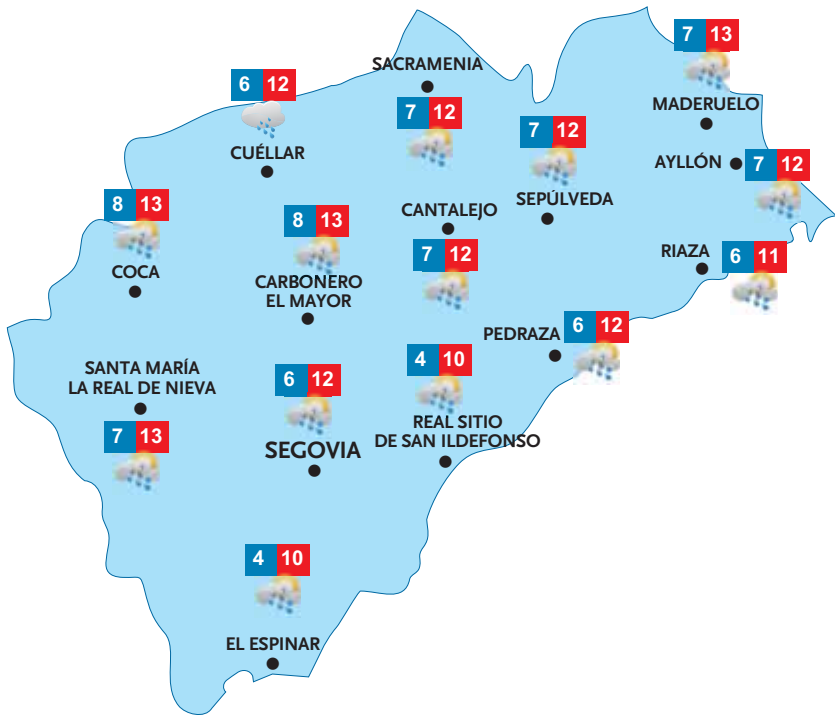 7 13
MADERUELO
SACRAMENIA
7 12
6 12
CUÉLLAR
7 12
SEPÚLVEDA
AYLLÓN
7 12
8 13
COCA
8 13
CARBONERO
EL MAYOR
CANTALEJO
7 12
RIAZA
6 11
PEDRAZA
6 12
SANTA MARÍA
LA REAL DE NIEVA
7 13
6 12
SEGOVIA
4 10
REAL SITIO
DE SAN ILDEFONSO
4 10
EL ESPINAR